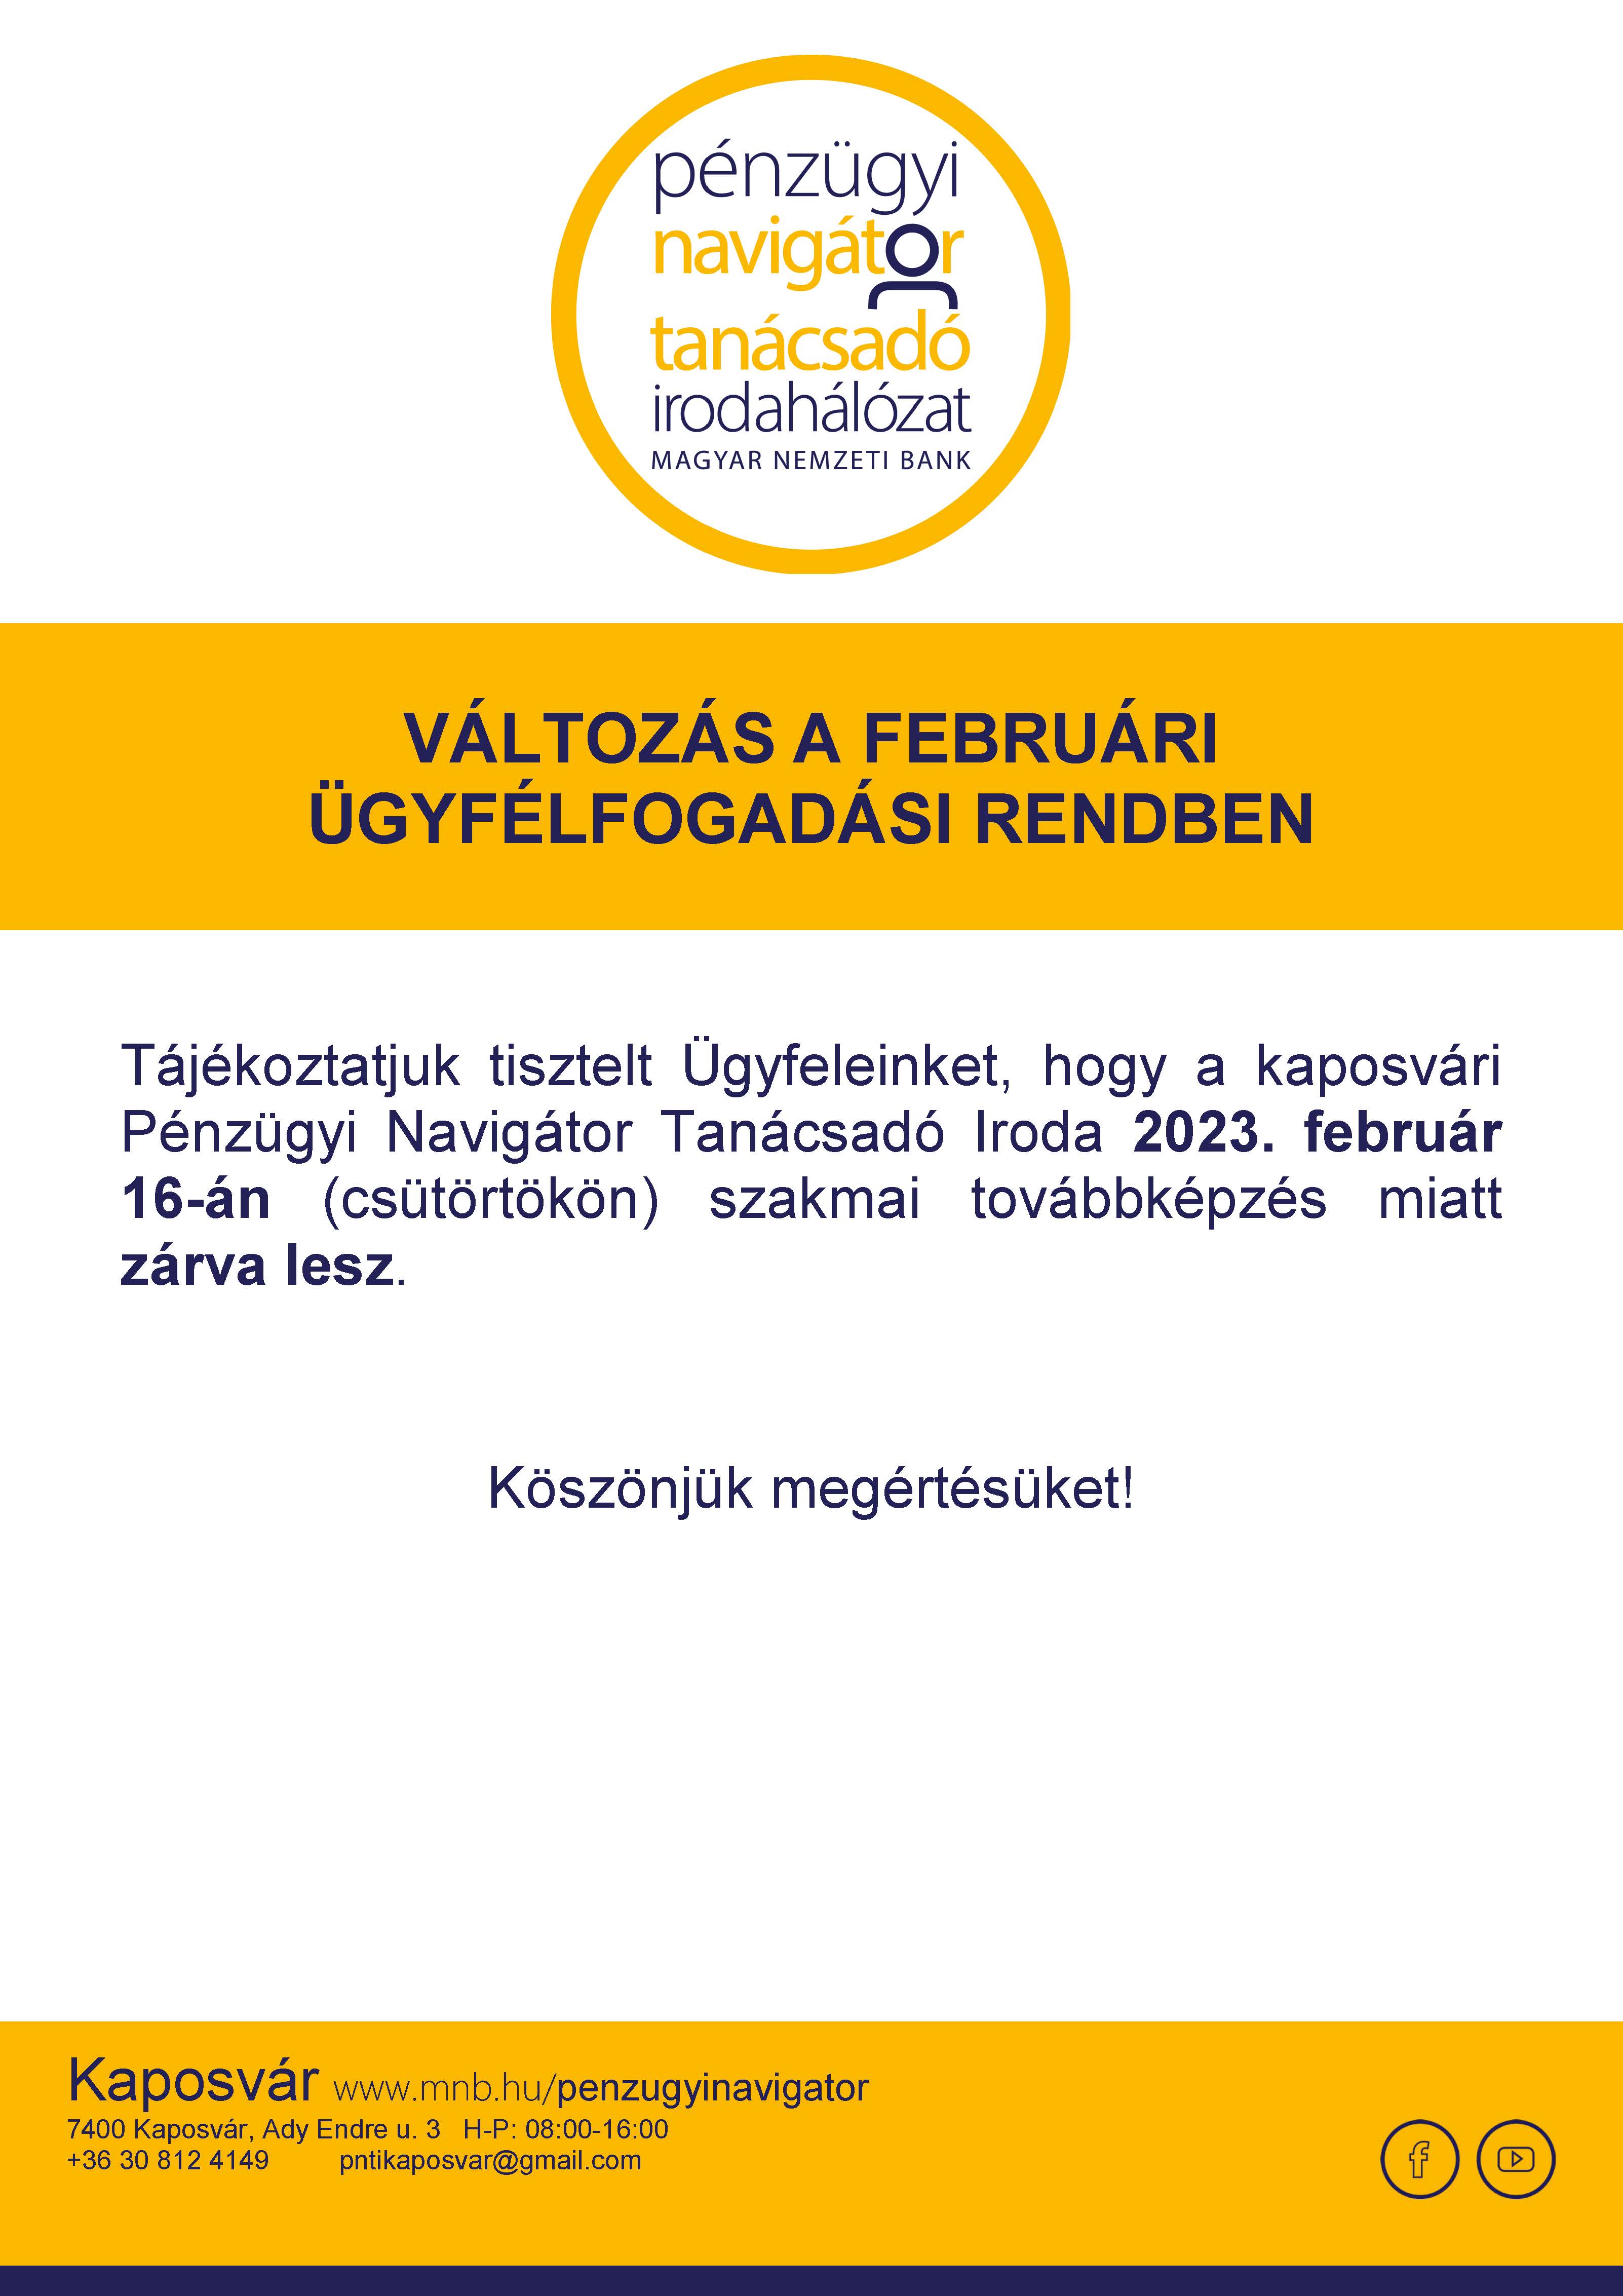 pénzügyi
navigátor
tanácsadó
irodahálózat
MAGYAR NEMZETI BANK
VÁLTOZÁS A FEBRUÁRI
ÜGYFÉLFOGADÁSI RENDBEN
Tájékoztatjuk tisztelt Ügyfeleinket, hogy a kaposvári
Pénzügyi Navigátor Tanácsadó Iroda 2023. február
16-án (csütörtökön) szakmai továbbképzés miatt
zárva lesz.
Köszönjük megértésüket!
Kaposvár www.mnb.hu/penzugyinavigator
7400 Kaposvár, Ady Endre u. 3 H-P: 08:00-16:00
+36 30 812 4149 pntikaposvar@gmail.com